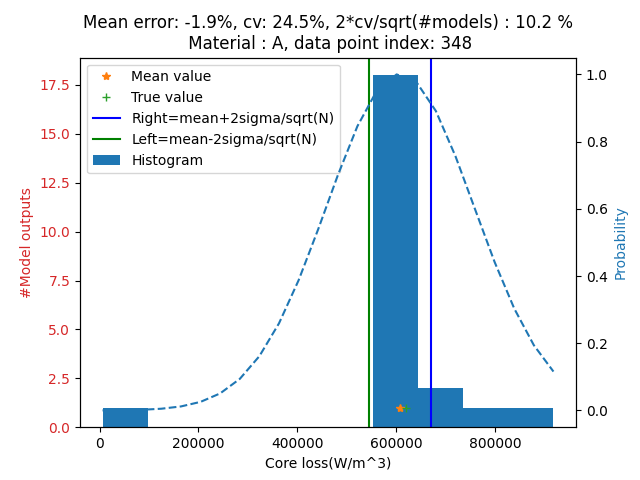 Mean error: -1.9%, cv: 24.5%, 2*cv/sqrt(#models) : 10.2 %
Material : A, data point index: 348
Mean value
True value
Right=mean+2sigma/sqrt(N)
Left=mean-2sigma/sqrt(N)
Histogram
#Model outputs
17.5
15.0
12.5
10.0
7.5
5.0
2.5
0.0
1.0
0.8
0.6
0.4
0.2
0.0
Probability
0 200000 400000 600000 800000
Core loss(W/m^3)